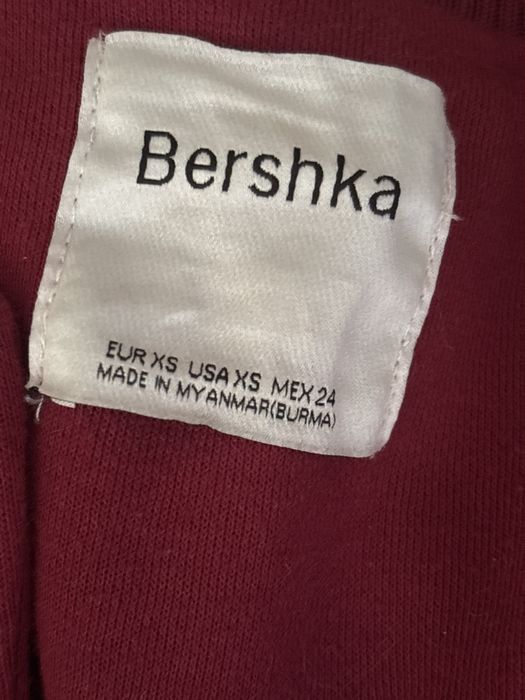 Bershka
EUR XS USA XS MEX 24
MADE IN MYANMAR(BURMA)